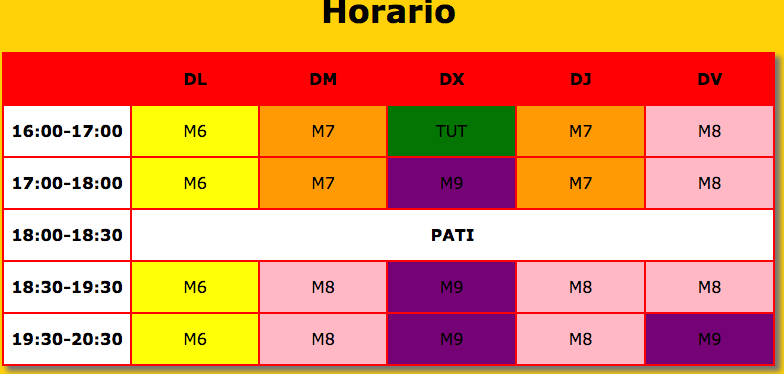 Horario
DL DM DX DJ DV
16:00-17:00 M6 M7 TUT M7 M8
17:00-18:00 M6 M7 M9 M7 M8
18:00-18:30 PATI
18:30-19:30 M6 M8 M9 M8 M8
19:30-20:30 M6 M8 M9 M8 M9